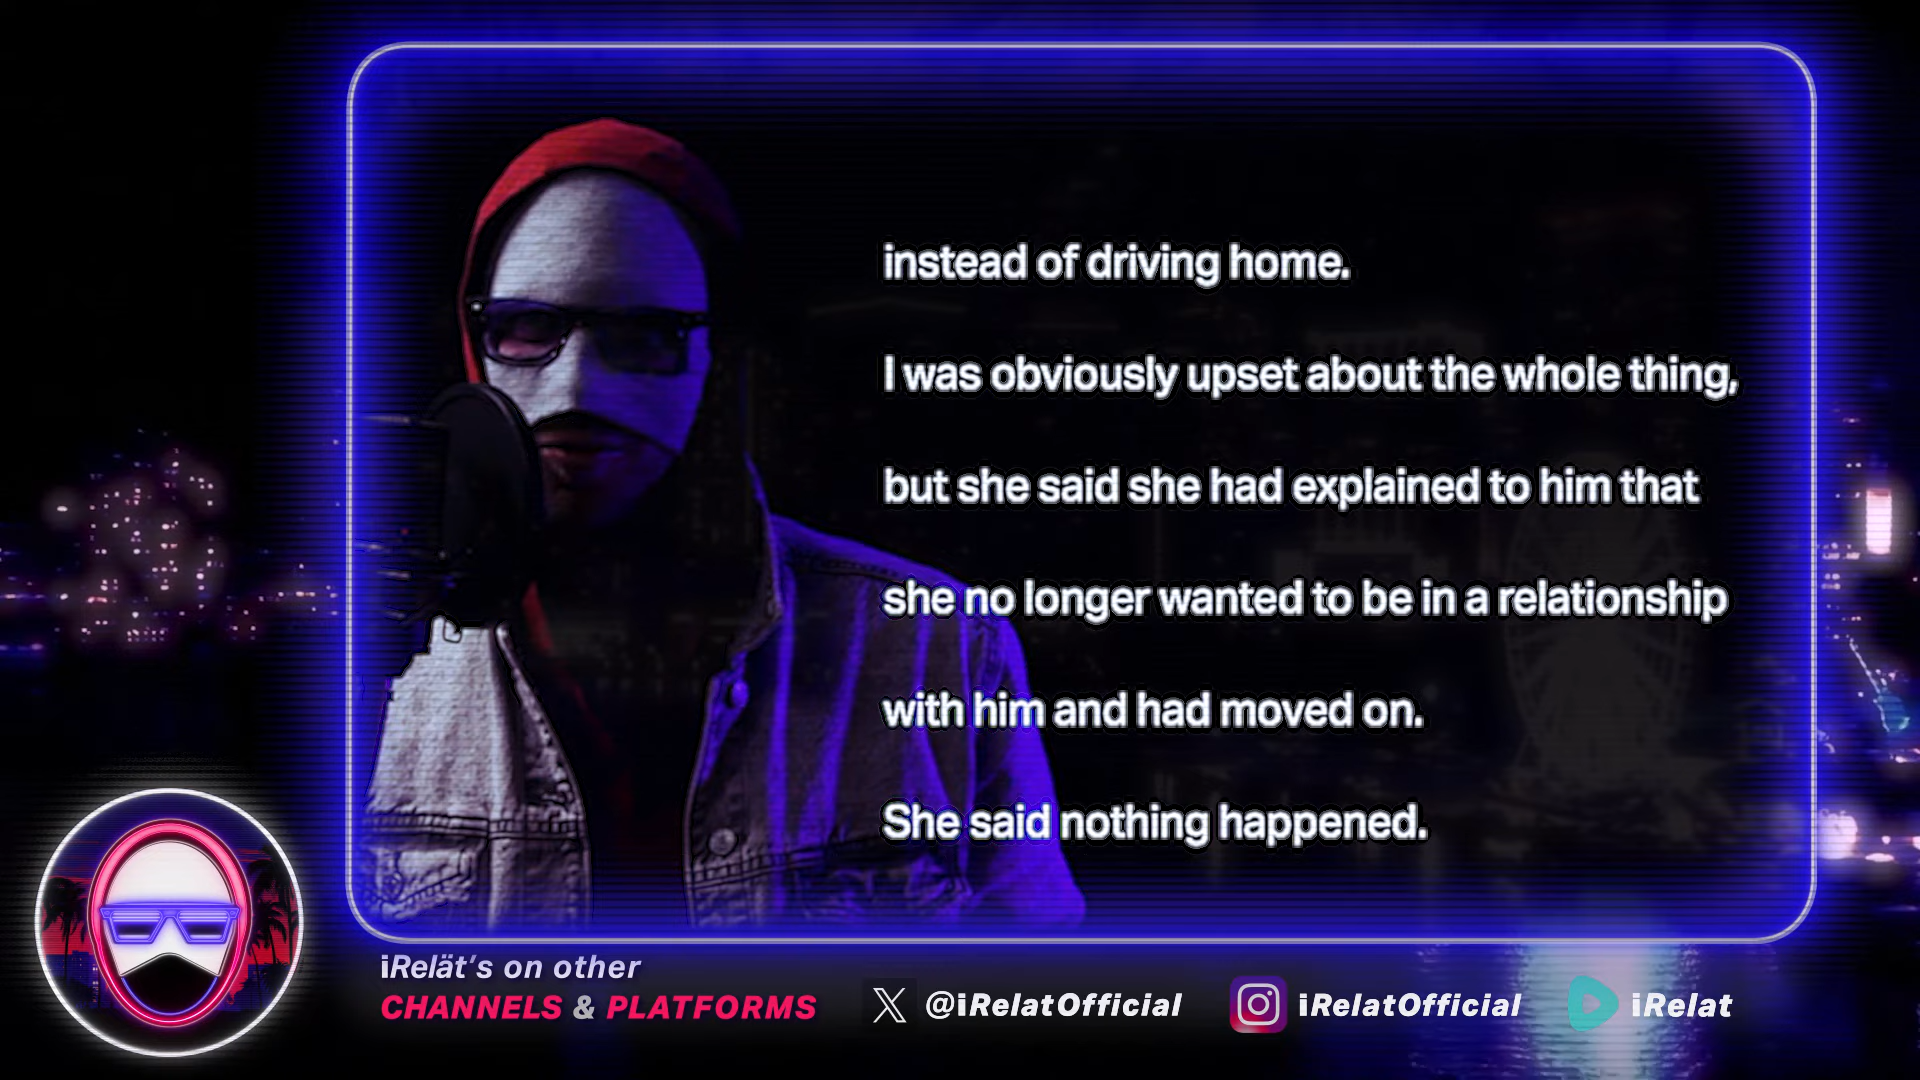 instead of driving home.
I was obviously upset about the whole thing,
but she said she had explained to him that
she no longer wanted to be in a relationship
with him and had moved on.
She said nothing happened.
iRelät's on other
CHANNELS & PLATFORMS
@iRelatOfficial
iRelatOfficial
iRelat